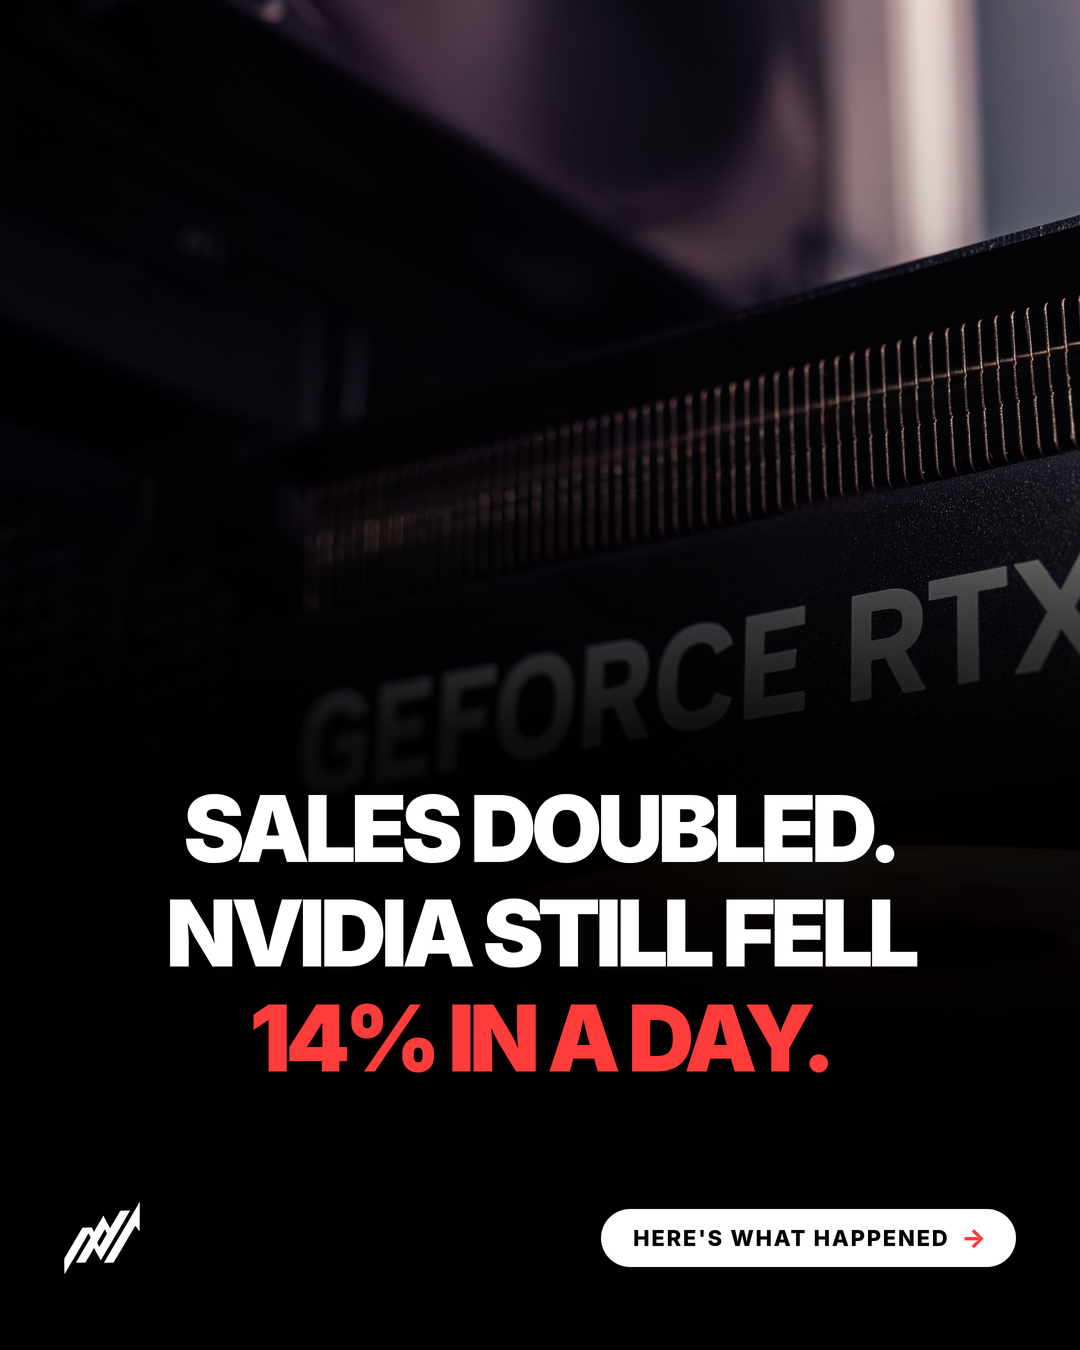 GEFORCE RTX
SALES DOUBLED.
NVIDIA STILL FELL
14% IN A DAY.
HERE'S WHAT HAPPENED →